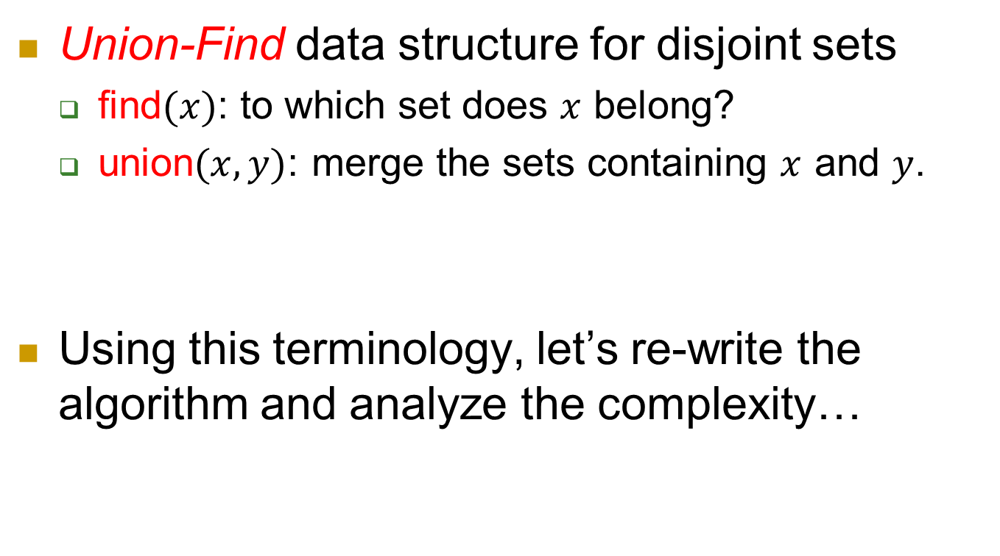 Union-Find data structure for disjoint sets
find(𝑥): to which set does 𝑥 belong?
union(𝑥, 𝑦): merge the sets containing 𝑥 and 𝑦.
Using this terminology, let’s re-write the
algorithm and analyze the complexity…